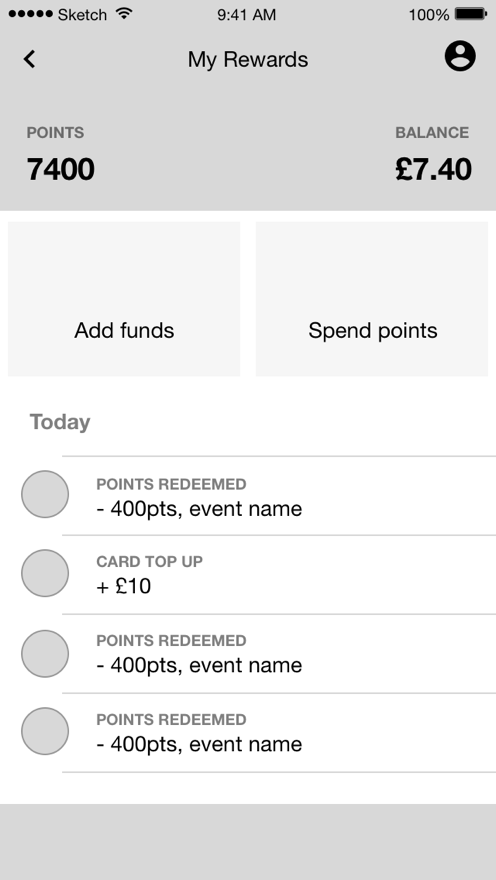 Sketch 9:41 AM 100%
My Rewards
POINTS BALANCE
7400 £7.40
Add funds Spend points
Today
POINTS REDEEMED
- 400pts, event name
CARD TOP UP
+ £10
POINTS REDEEMED
- 400pts, event name
POINTS REDEEMED
- 400pts, event name